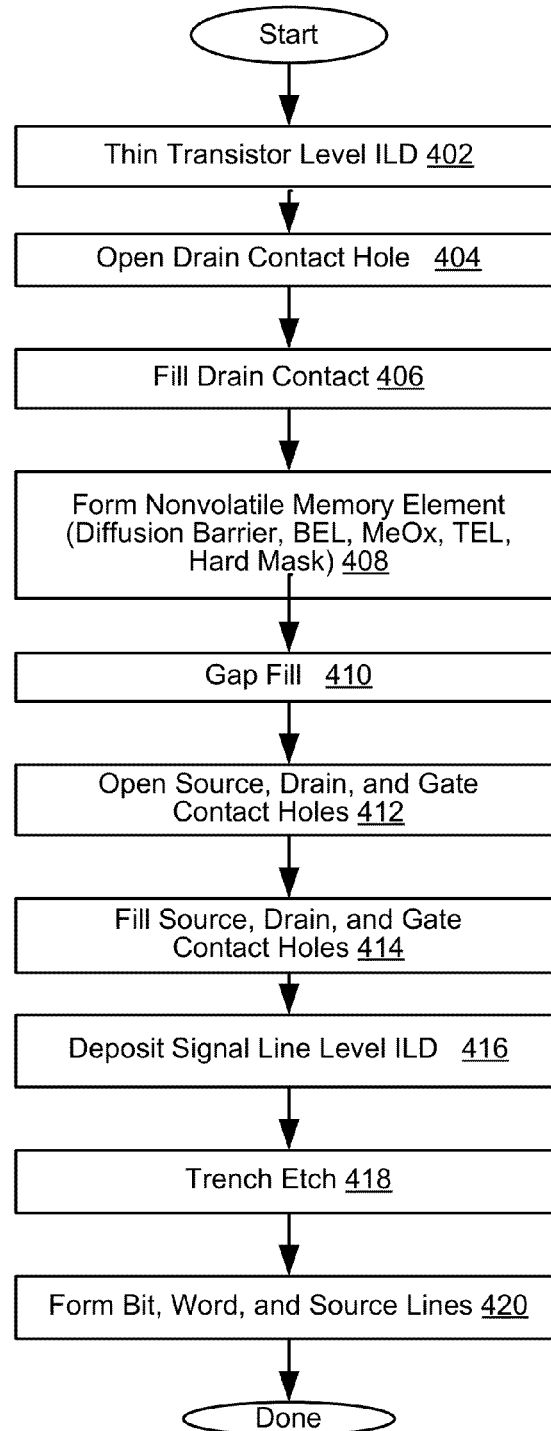 Start
Thin Transistor Level ILD 402
Open Drain Contact Hole 404
Fill Drain Contact 406
Form Nonvolatile Memory Element
(Diffusion Barrier, BEL, MeOx, TEL,
Hard Mask) 408
Gap Fill 410
Open Source, Drain, and Gate
Contact Holes 412
Fill Source, Drain, and Gate
Contact Holes 414
Deposit Signal Line Level ILD 416
Trench Etch 418
Form Bit, Word, and Source Lines 420
Done